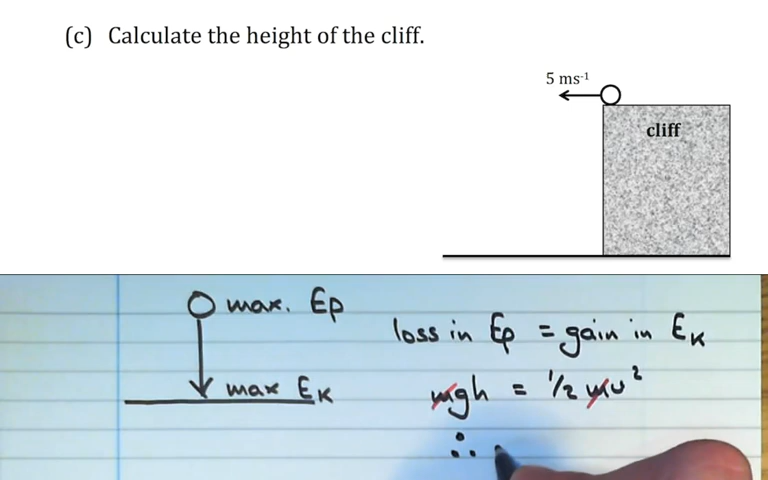 (c) Calculate the height of the cliff.
5 ms⁻¹
cliff
max. Ep
loss in Ep = gain in EK
max EK
mgh = 1/2 mv²
∴